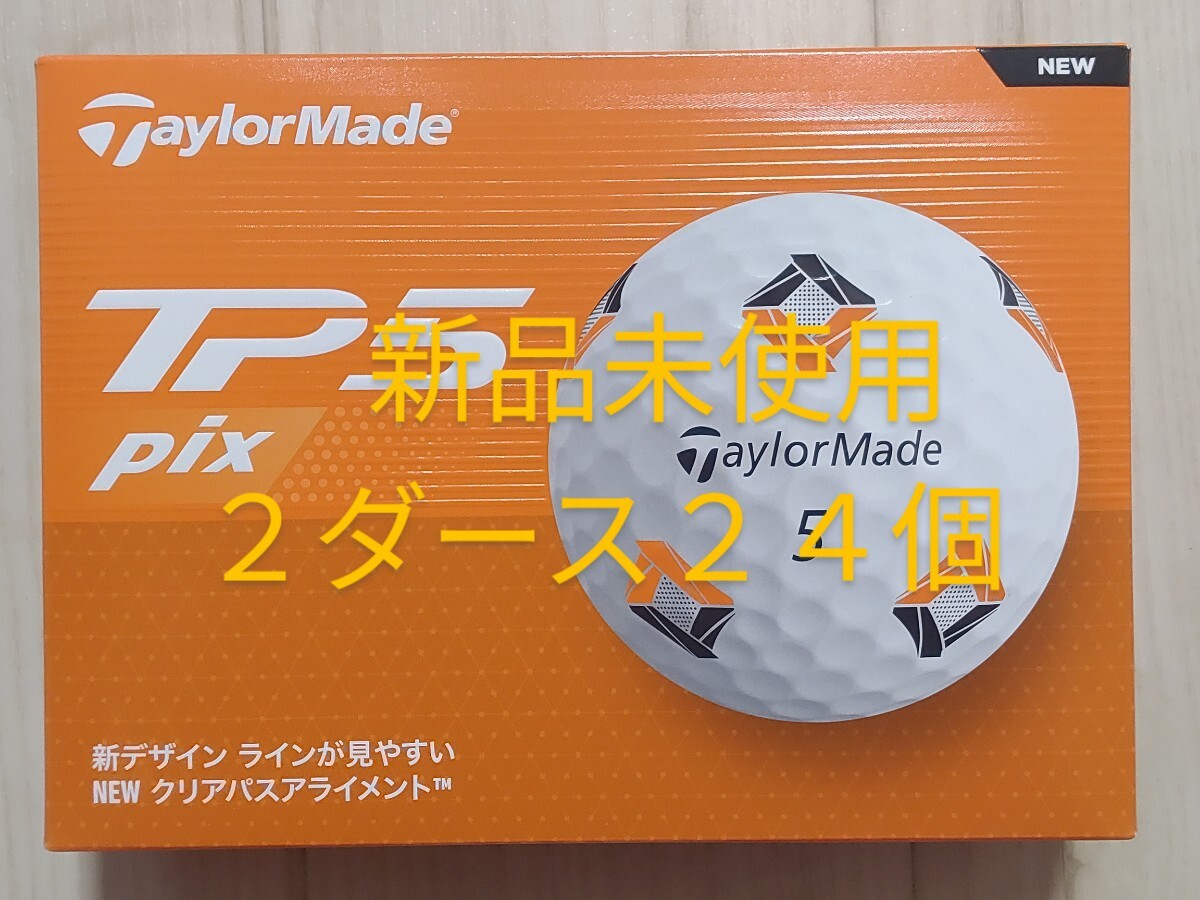 NEW
TaylorMade®
TP5
pix
新品未使用
TaylorMade
5
2ダース24個
新デザイン ラインが見やすい
NEW クリアパスアライメント™